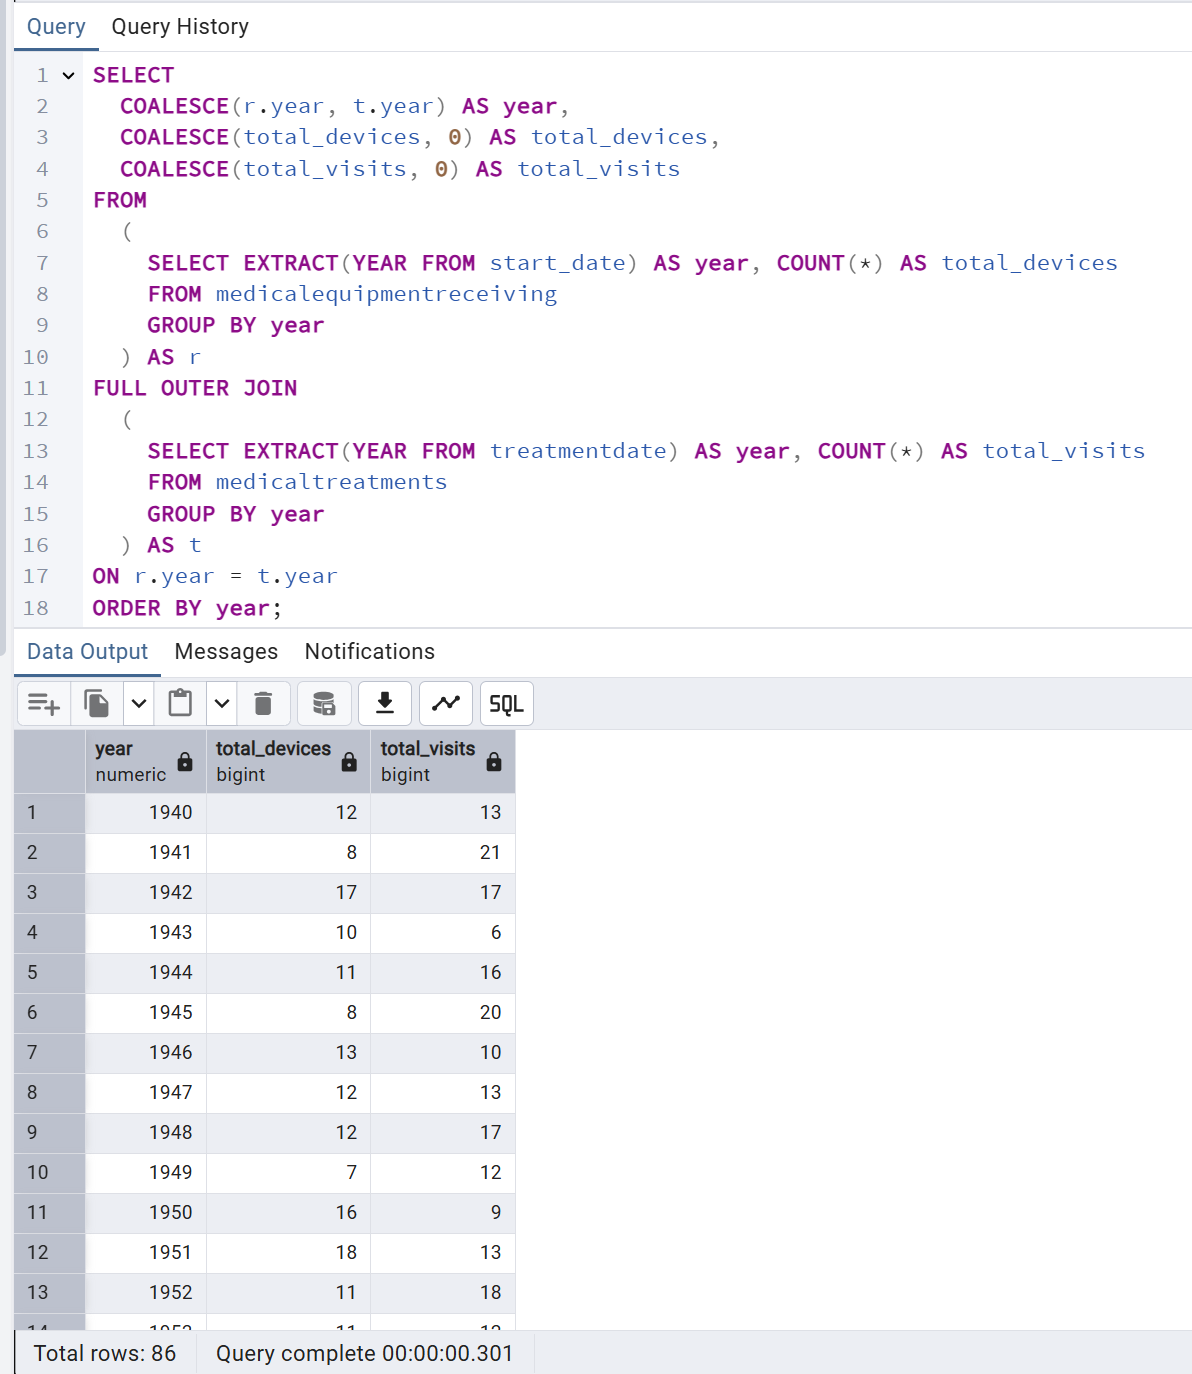 Query Query History
1 SELECT
2 COALESCE(r.year, t.year) AS year,
3 COALESCE(total_devices, 0) AS total_devices,
4 COALESCE(total_visits, 0) AS total_visits
5 FROM
6 (
7 SELECT EXTRACT(YEAR FROM start_date) AS year, COUNT(*) AS total_devices
8 FROM medicalequipmentreceiving
9 GROUP BY year
10 ) AS r
11 FULL OUTER JOIN
12 (
13 SELECT EXTRACT(YEAR FROM treatmentdate) AS year, COUNT(*) AS total_visits
14 FROM medicaltreatments
15 GROUP BY year
16 ) AS t
17 ON r.year = t.year
18 ORDER BY year;
Data Output Messages Notifications
SQL
year total_devices total_visits
numeric bigint bigint
1 1940 12 13
2 1941 8 21
3 1942 17 17
4 1943 10 6
5 1944 11 16
6 1945 8 20
7 1946 13 10
8 1947 12 13
9 1948 12 17
10 1949 7 12
11 1950 16 9
12 1951 18 13
13 1952 11 18
Total rows: 86 Query complete 00:00:00.301